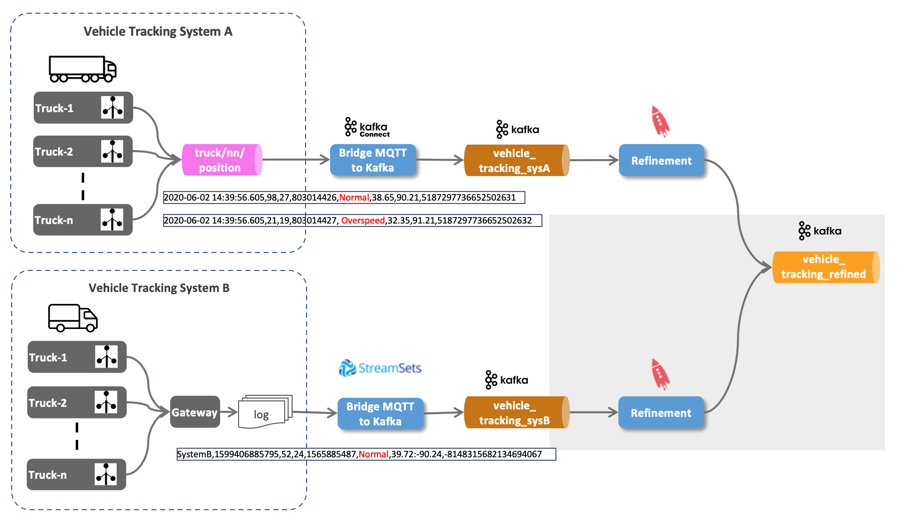 Vehicle Tracking System A
Truck-1
Truck-2
Truck-n
truck/nn/
position
kafka
Connect
Bridge MQTT
to Kafka
kafka
vehicle_
tracking_sysA
Refinement
2020-06-02 14:39:56.605,98,27,803014426,Normal,38.65,90.21,5187297736652502631
2020-06-02 14:39:56.605,21,19,803014427, Overspeed,32.35,91.21,5187297736652502632
kafka
vehicle_
tracking_refined
Vehicle Tracking System B
Truck-1
Truck-2
Truck-n
Gateway
log
StreamSets
Bridge MQTT
to Kafka
kafka
vehicle_
tracking_sysB
Refinement
SystemB,1599406885795,52,24,1565885487,Normal,39.72:-90.24,-8148315682134694067